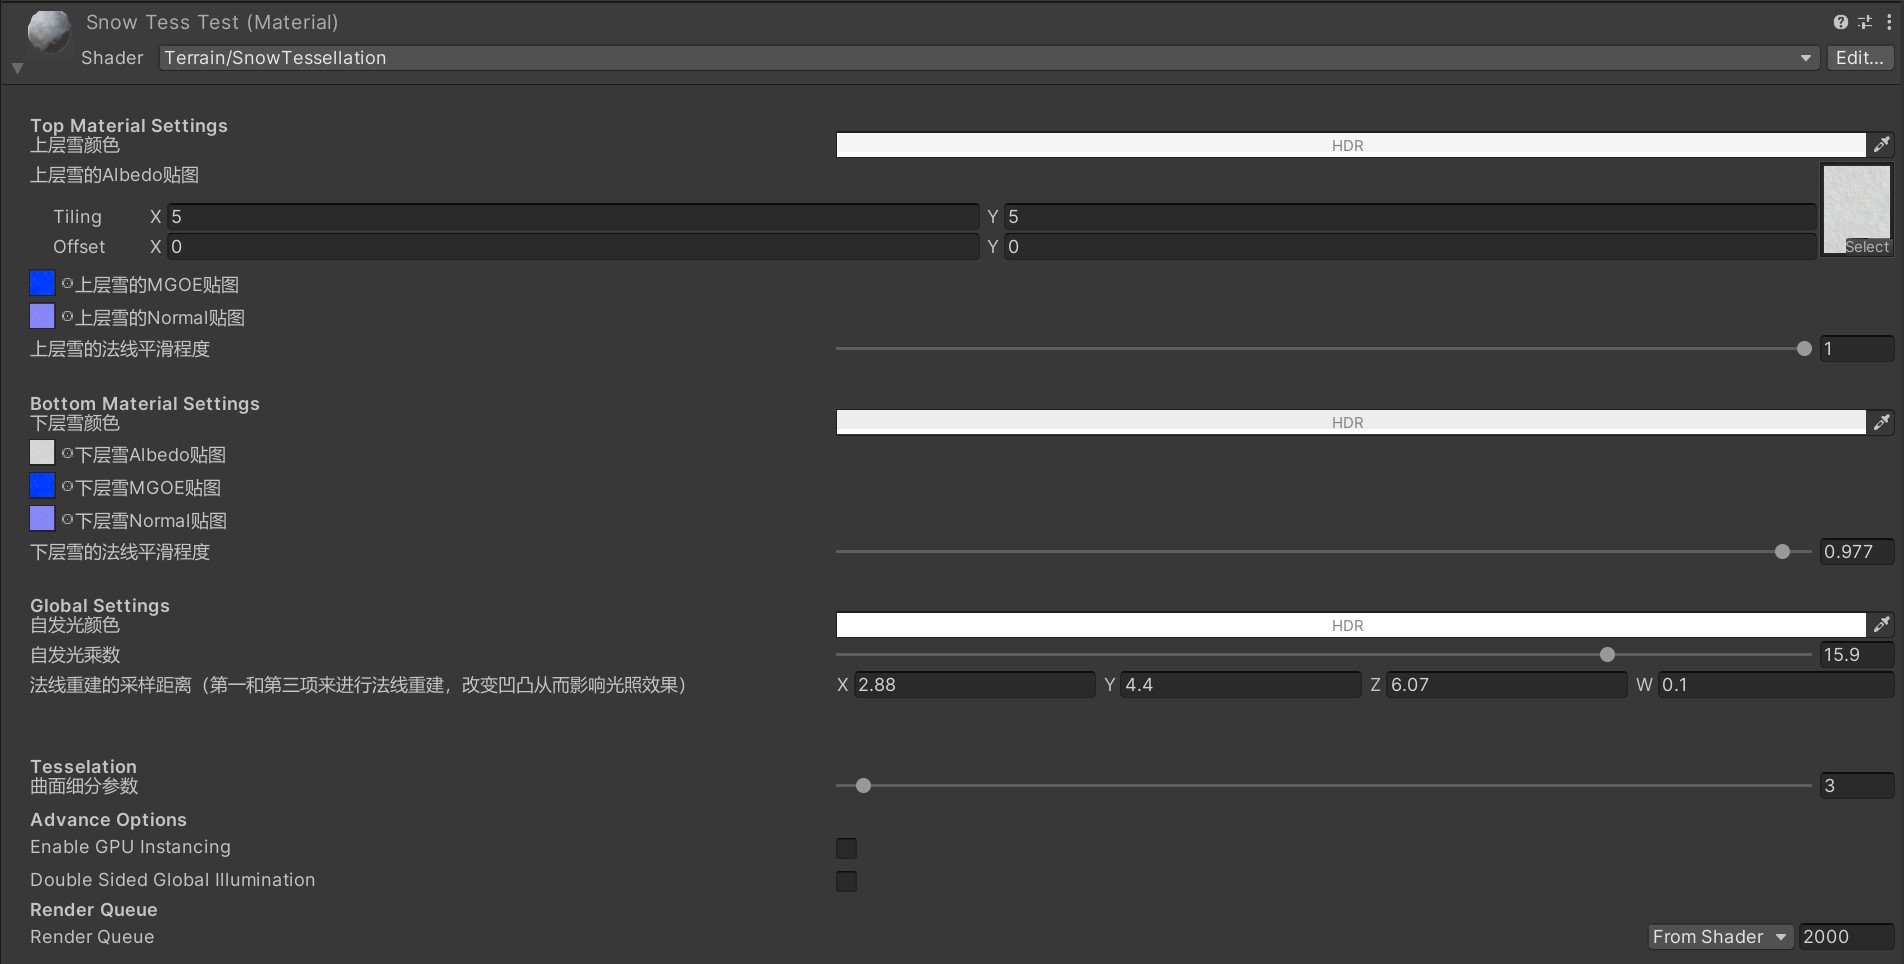 Snow Tess Test (Material)
Shader Terrain/SnowTessellation Edit...
Top Material Settings
上层雪颜色 HDR
上层雪的Albedo贴图
Tiling X 5 Y 5
Offset X 0 Y 0
Select
上层雪的MGOE贴图
上层雪的Normal贴图
上层雪的法线平滑程度 1
Bottom Material Settings
下层雪颜色 HDR
下层雪Albedo贴图
下层雪MGOE贴图
下层雪Normal贴图
下层雪的法线平滑程度 0.977
Global Settings
自发光颜色 HDR
自发光乘数 15.9
法线重建的采样距离（第一和第三项来进行法线重建，改变凹凸从而影响光照效果） X 2.88 Y 4.4 Z 6.07 W 0.1
Tesselation
曲面细分参数 3
Advance Options
Enable GPU Instancing
Double Sided Global Illumination
Render Queue
Render Queue From Shader 2000